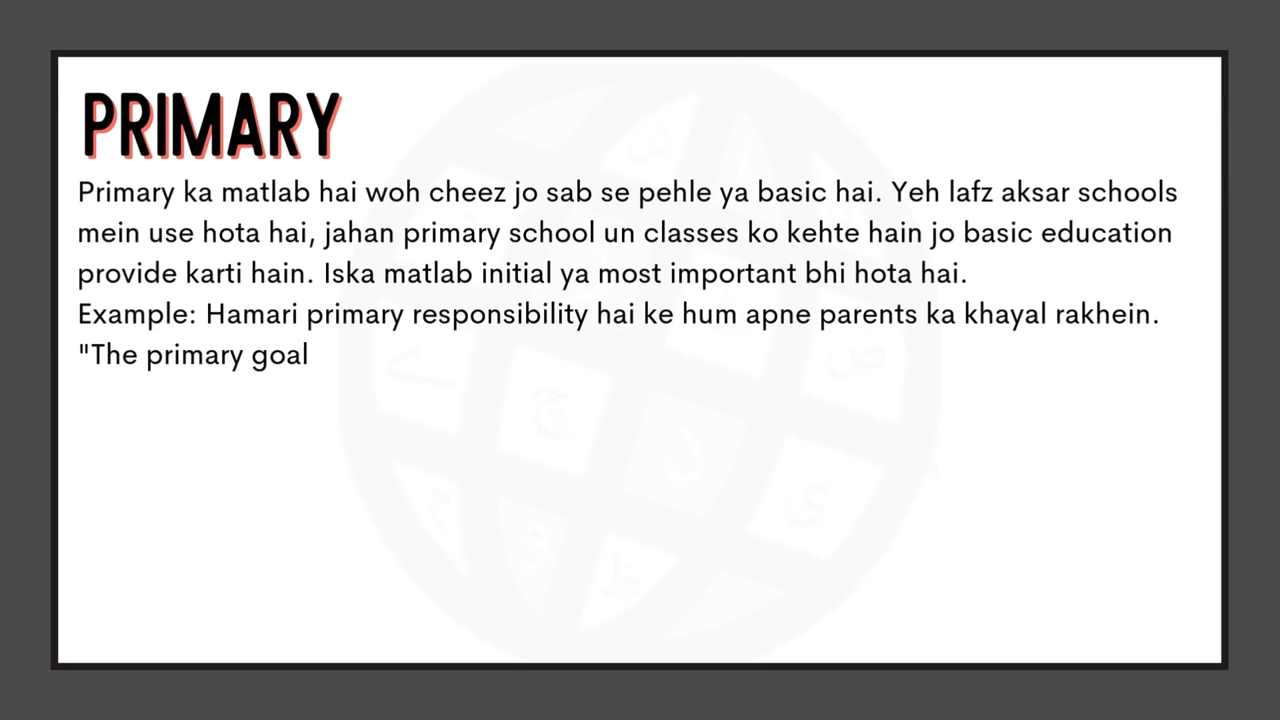 PRIMARY
Primary ka matlab hai woh cheez jo sab se pehle ya basic hai. Yeh lafz aksar schools
mein use hota hai, jahan primary school un classes ko kehte hain jo basic education
provide karti hain. Iska matlab initial ya most important bhi hota hai.
Example: Hamari primary responsibility hai ke hum apne parents ka khayal rakhein.
"The primary goal